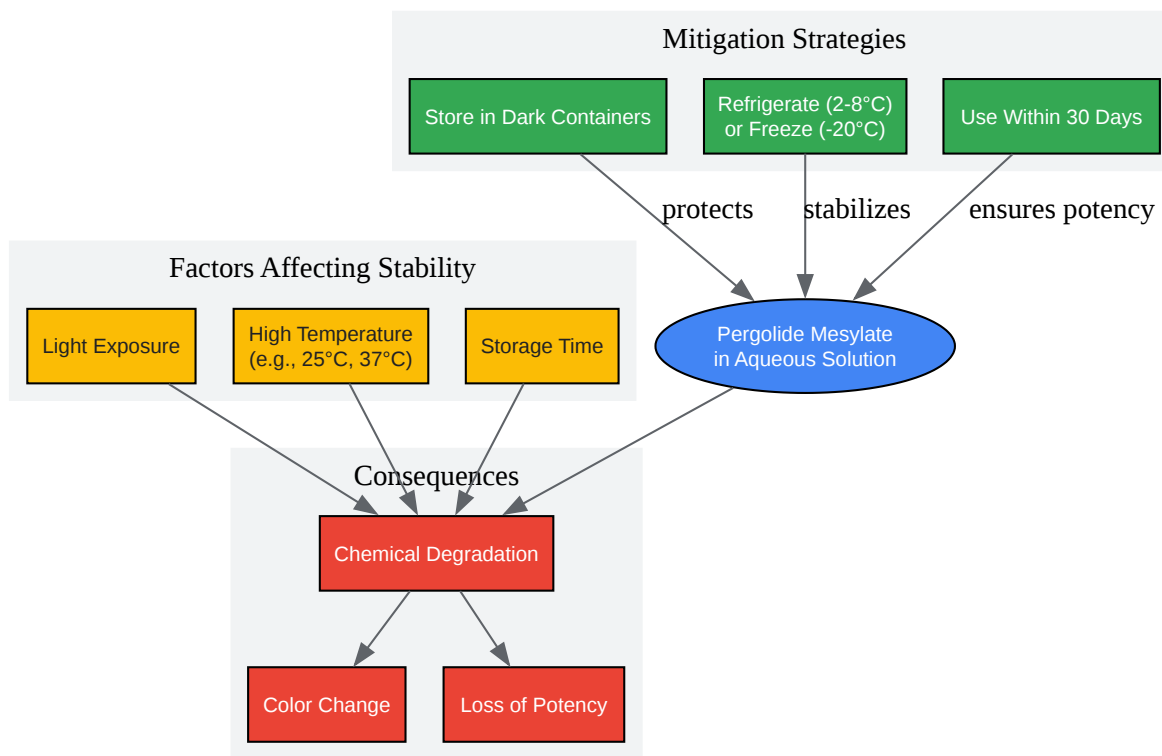 Mitigation Strategies
Store in Dark Containers
Refrigerate (2-8°C)
or Freeze (-20°C)
Use Within 30 Days
protects
stabilizes
ensures potency
Factors Affecting Stability
Light Exposure
High Temperature
(e.g., 25°C, 37°C)
Storage Time
Pergolide Mesylate
in Aqueous Solution
Consequences
Chemical Degradation
Color Change
Loss of Potency